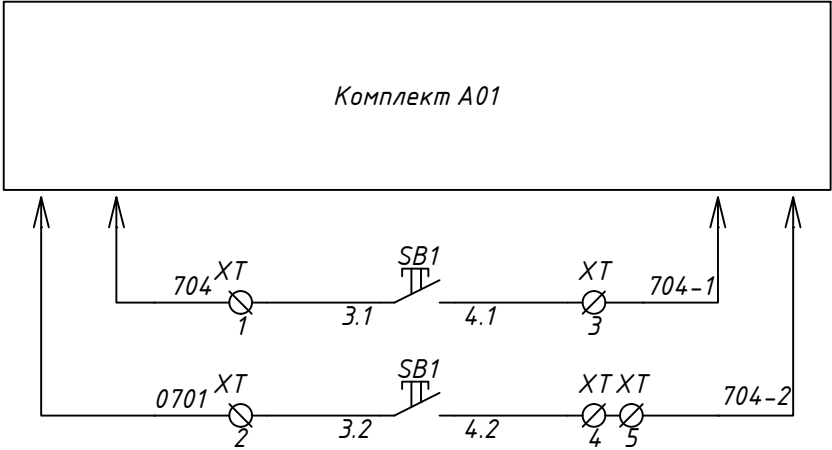 Комплект А01
704 XT SB1 XT 704-1
1 3.1 4.1 3
0701 XT SB1 XT XT 704-2
2 3.2 4.2 4 5